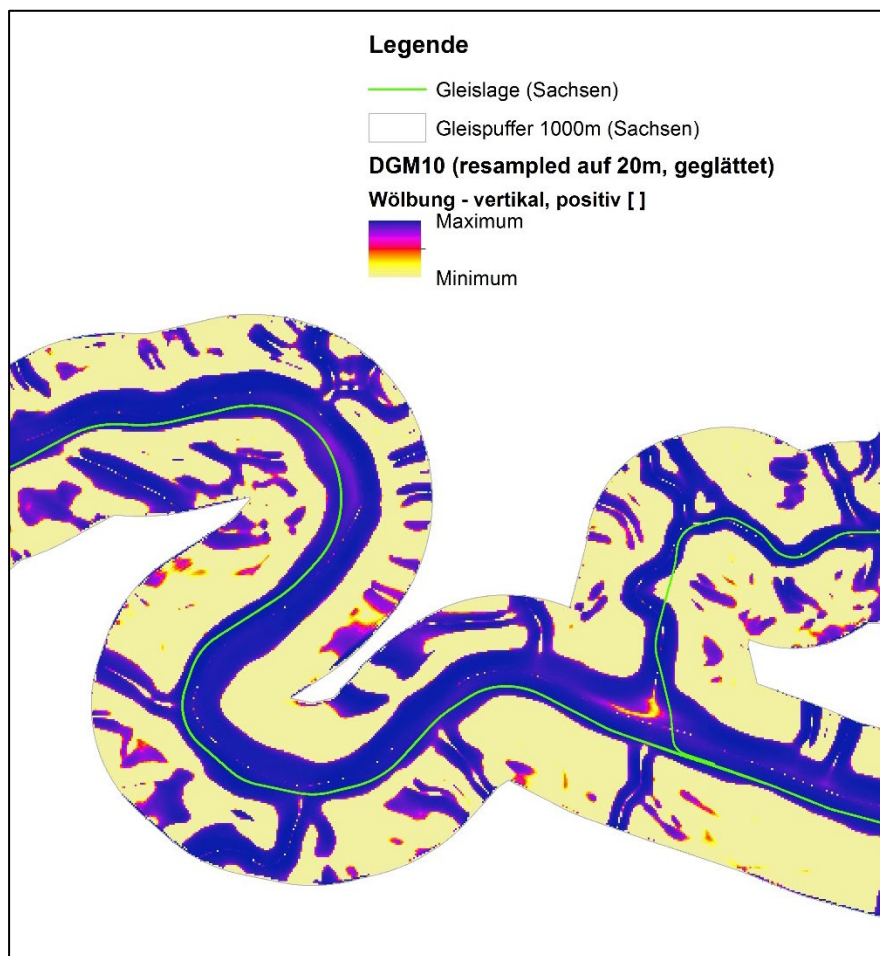 Legende
Gleislage (Sachsen)
Gleispuffer 1000m (Sachsen)
DGM10 (resampled auf 20m, geglättet)
Wölbung - vertikal, positiv [ ]
Maximum
Minimum